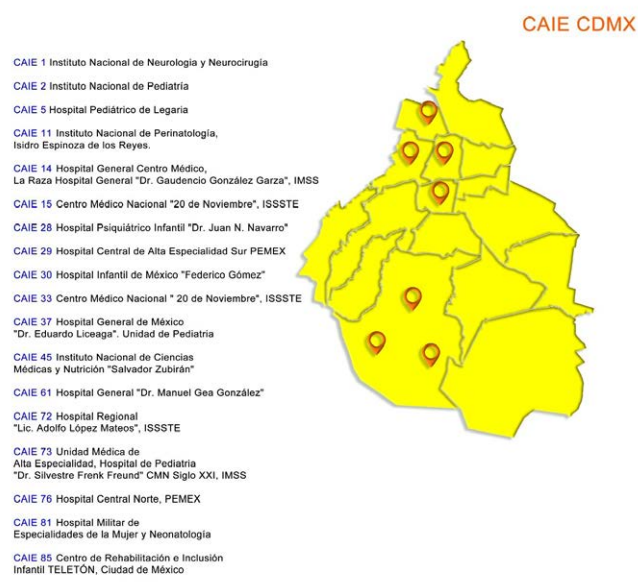 CAIE CDMX
CAIE 1 Instituto Nacional de Neurologia y Neurocirugía
CAIE 2 Instituto Nacional de Pediatría
CAIE 5 Hospital Pediátrico de Legaria
CAIE 11 Instituto Nacional de Perinatología,
Isidro Espinoza de los Reyes.
CAIE 14 Hospital General Centro Médico,
La Raza Hospital General "Dr. Gaudencio González Garza", IMSS
CAIE 15 Centro Médico Nacional "20 de Noviembre", ISSSTE
CAIE 28 Hospital Psiquiátrico Infantil "Dr. Juan N. Navarro"
CAIE 29 Hospital Central de Alta Especialidad Sur PEMEX
CAIE 30 Hospital Infantil de México "Federico Gómez"
CAIE 33 Centro Médico Nacional " 20 de Noviembre", ISSSTE
CAIE 37 Hospital General de México
"Dr. Eduardo Liceaga". Unidad de Pediatria
CAIE 45 Instituto Nacional de Ciencias
Médicas y Nutrición "Salvador Zubirán"
CAIE 61 Hospital General "Dr. Manuel Gea González"
CAIE 72 Hospital Regional
"Lic. Adolfo López Mateos", ISSSTE
CAIE 73 Unidad Médica de
Alta Especialidad, Hospital de Pediatria
"Dr. Silvestre Frenk Freund" CMN Siglo XXI, IMSS
CAIE 76 Hospital Central Norte, PEMEX
CAIE 81 Hospital Militar de
Especialidades de la Mujer y Neonatología
CAIE 85 Centro de Rehabilitación e Inclusión
Infantil TELETÓN, Ciudad de México